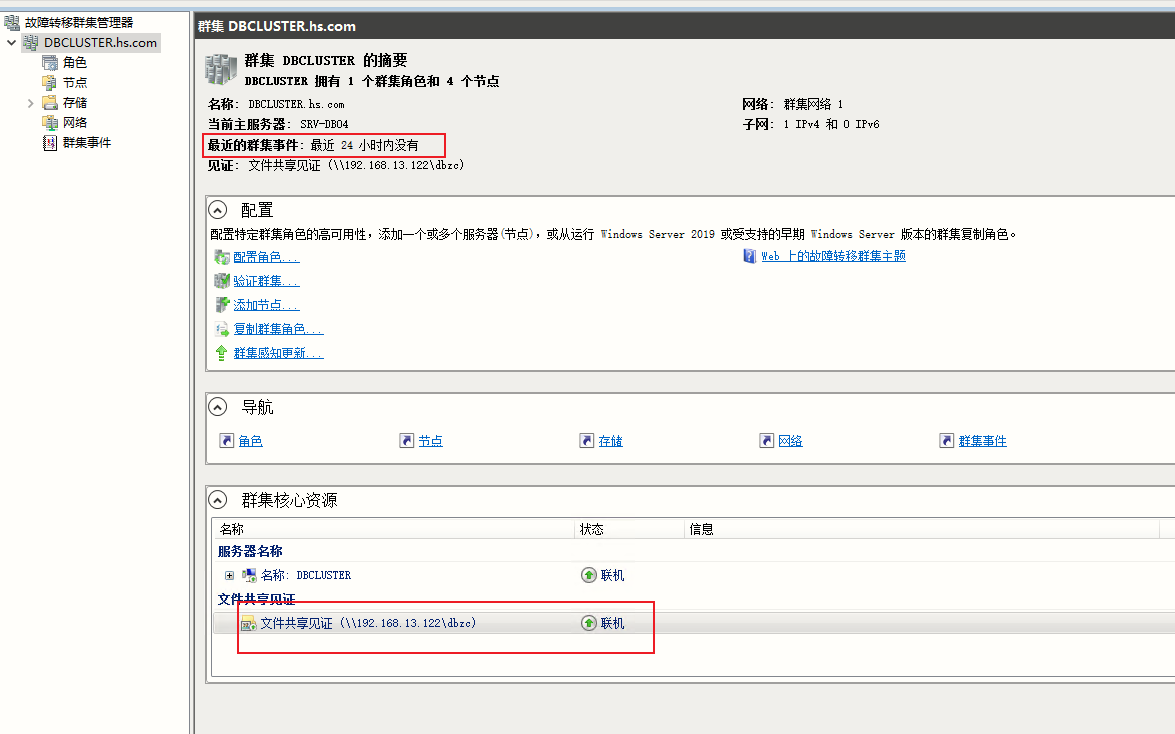 故障转移群集管理器
DBCLUSTER.hs.com
角色
节点
存储
网络
群集事件
群集 DBCLUSTER.hs.com
群集 DBCLUSTER 的摘要
DBCLUSTER 拥有 1 个群集角色和 4 个节点
名称: DBCLUSTER.hs.com
网络: 群集网络 1
当前主服务器: SRV-DB04
子网: 1 IPv4 和 0 IPv6
最近的群集事件: 最近 24 小时内没有
见证: 文件共享见证 (\\192.168.13.122\dbzc)
配置
配置特定群集角色的高可用性，添加一个或多个服务器(节点)，或从运行 Windows Server 2019 或受支持的早期 Windows Server 版本的群集复制角色。
配置角色...
Web 上的故障转移群集主题
验证群集...
添加节点...
复制群集角色...
群集感知更新...
导航
角色
节点
存储
网络
群集事件
群集核心资源
名称 状态 信息
服务器名称
名称: DBCLUSTER 联机
文件共享见证
文件共享见证 (\\192.168.13.122\dbzc) 联机